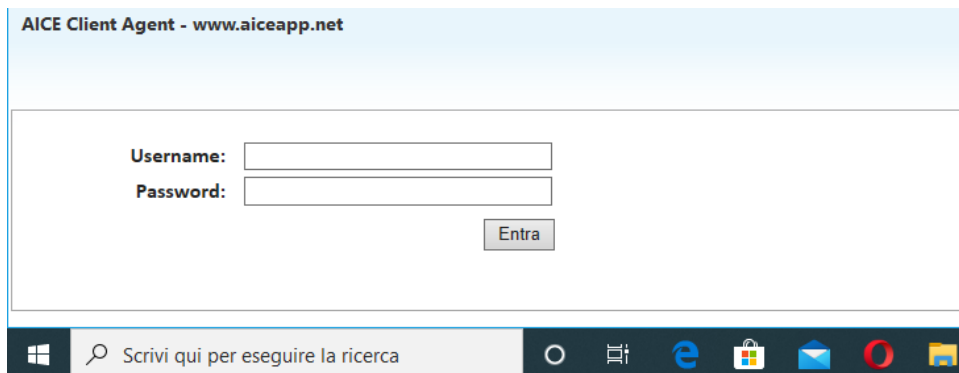 AICE Client Agent - www.aiceapp.net
Username:
Password:
Entra
Scrivi qui per eseguire la ricerca